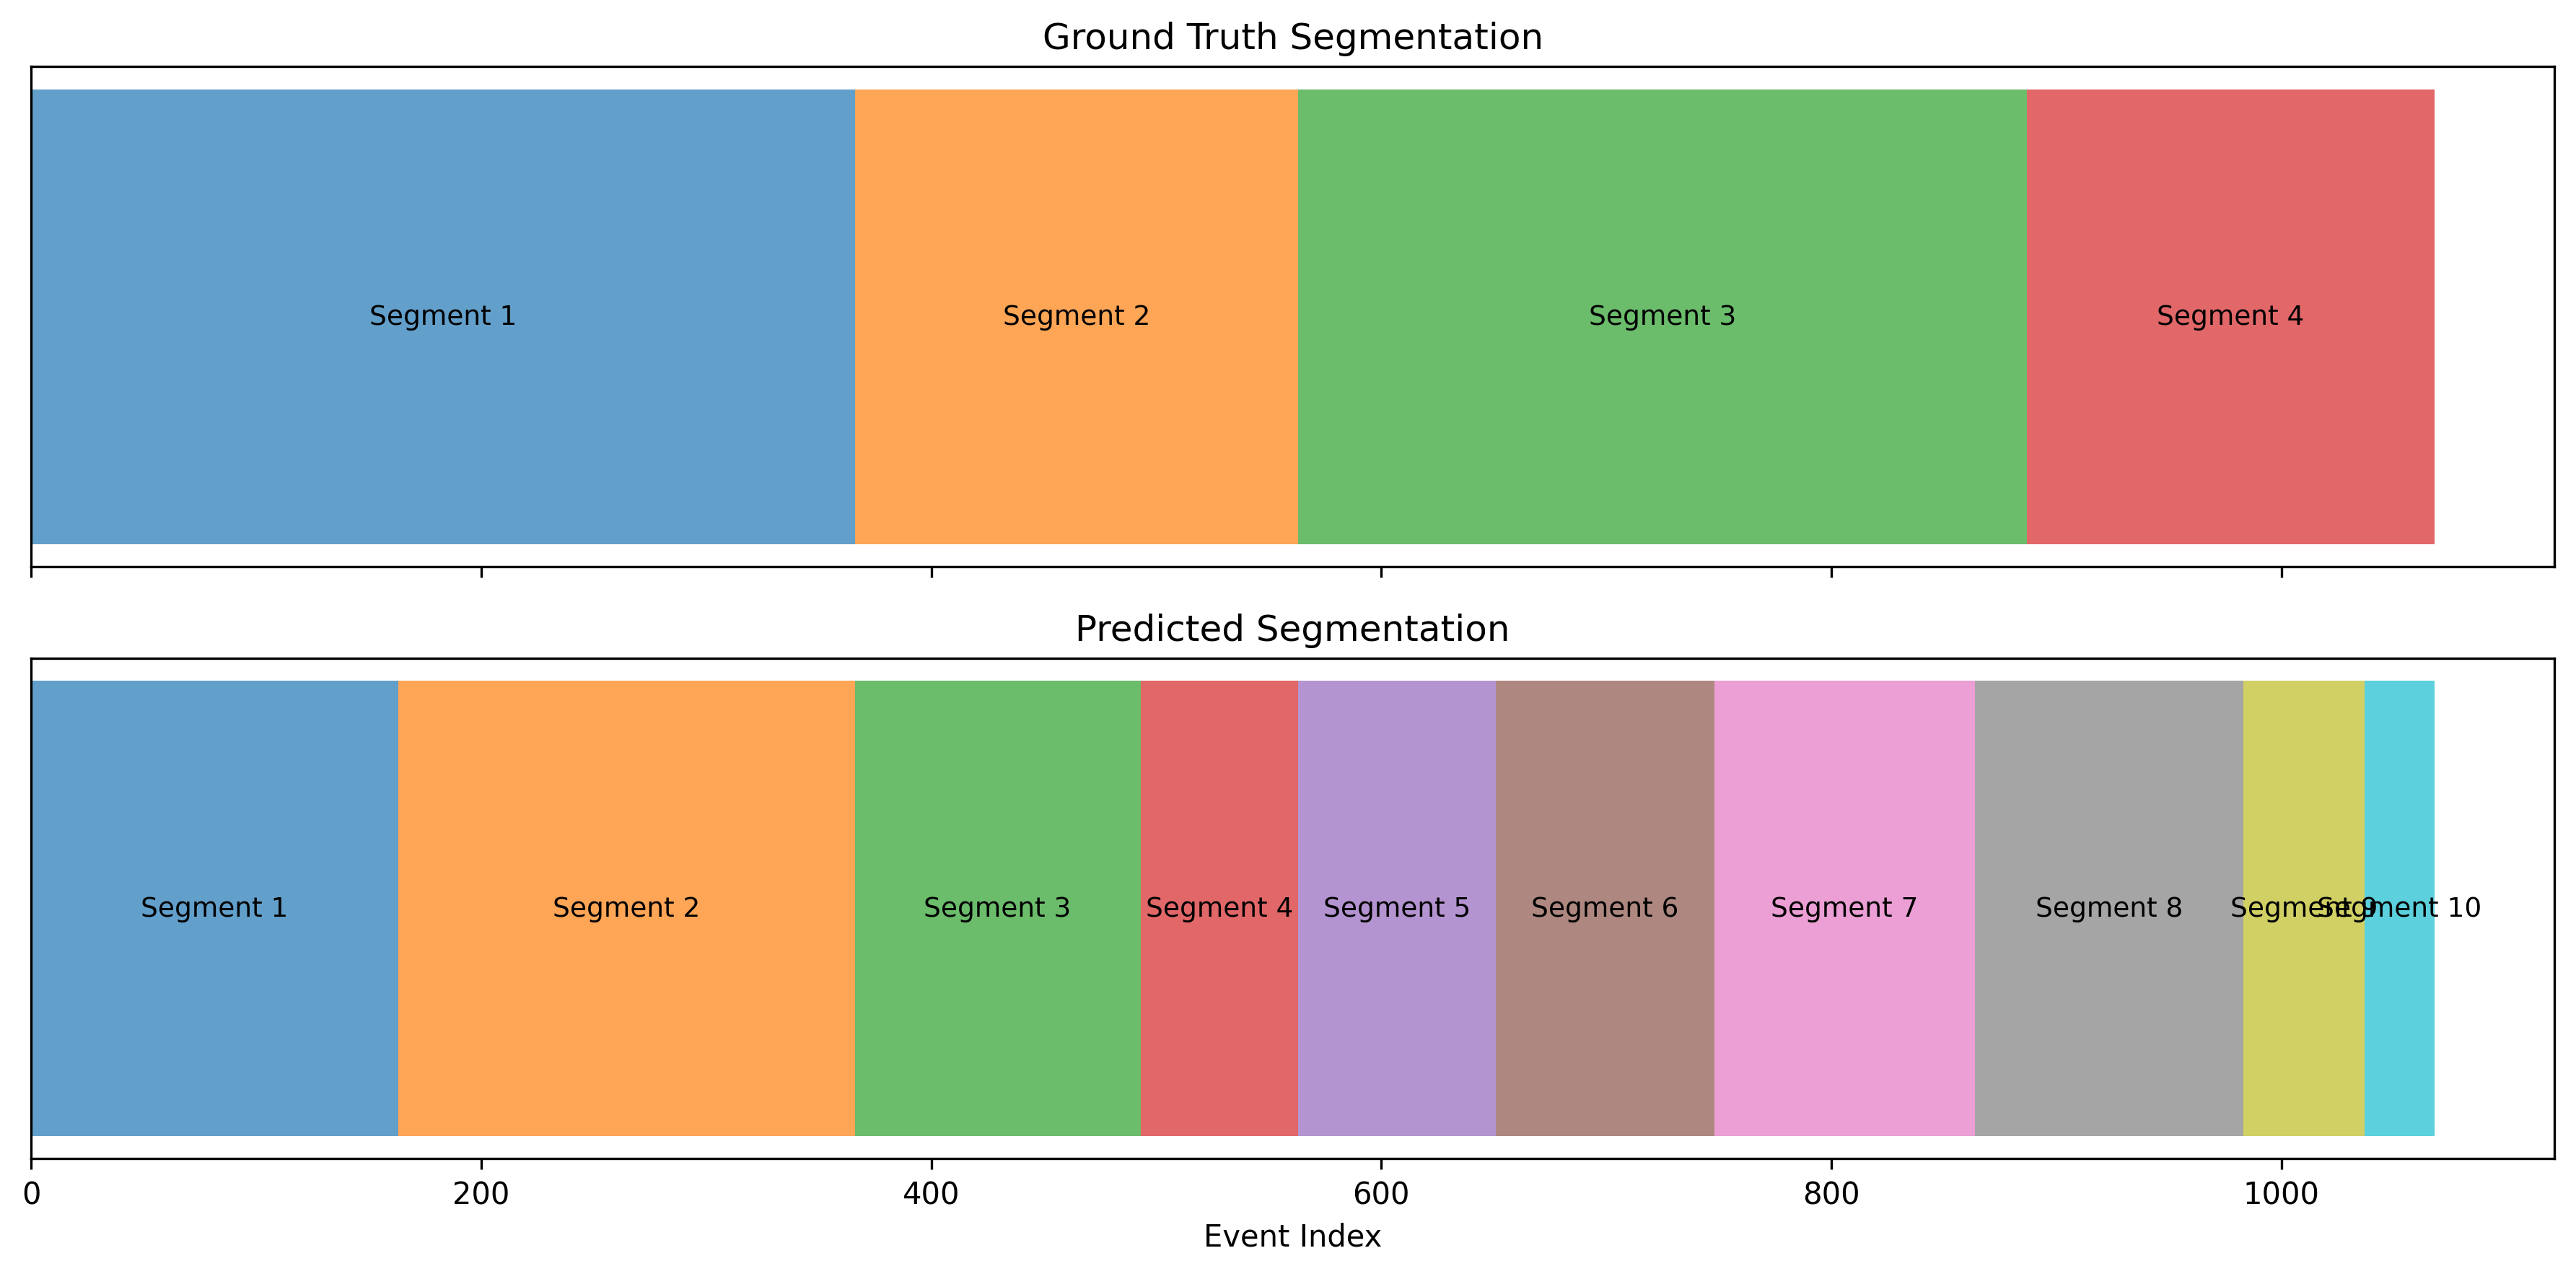 Ground Truth Segmentation
Segment 1 Segment 2 Segment 3 Segment 4
Predicted Segmentation
Segment 1 Segment 2 Segment 3 Segment 4 Segment 5 Segment 6 Segment 7 Segment 8 Segment 9 Segment 10
0 200 400 600 800 1000
Event Index